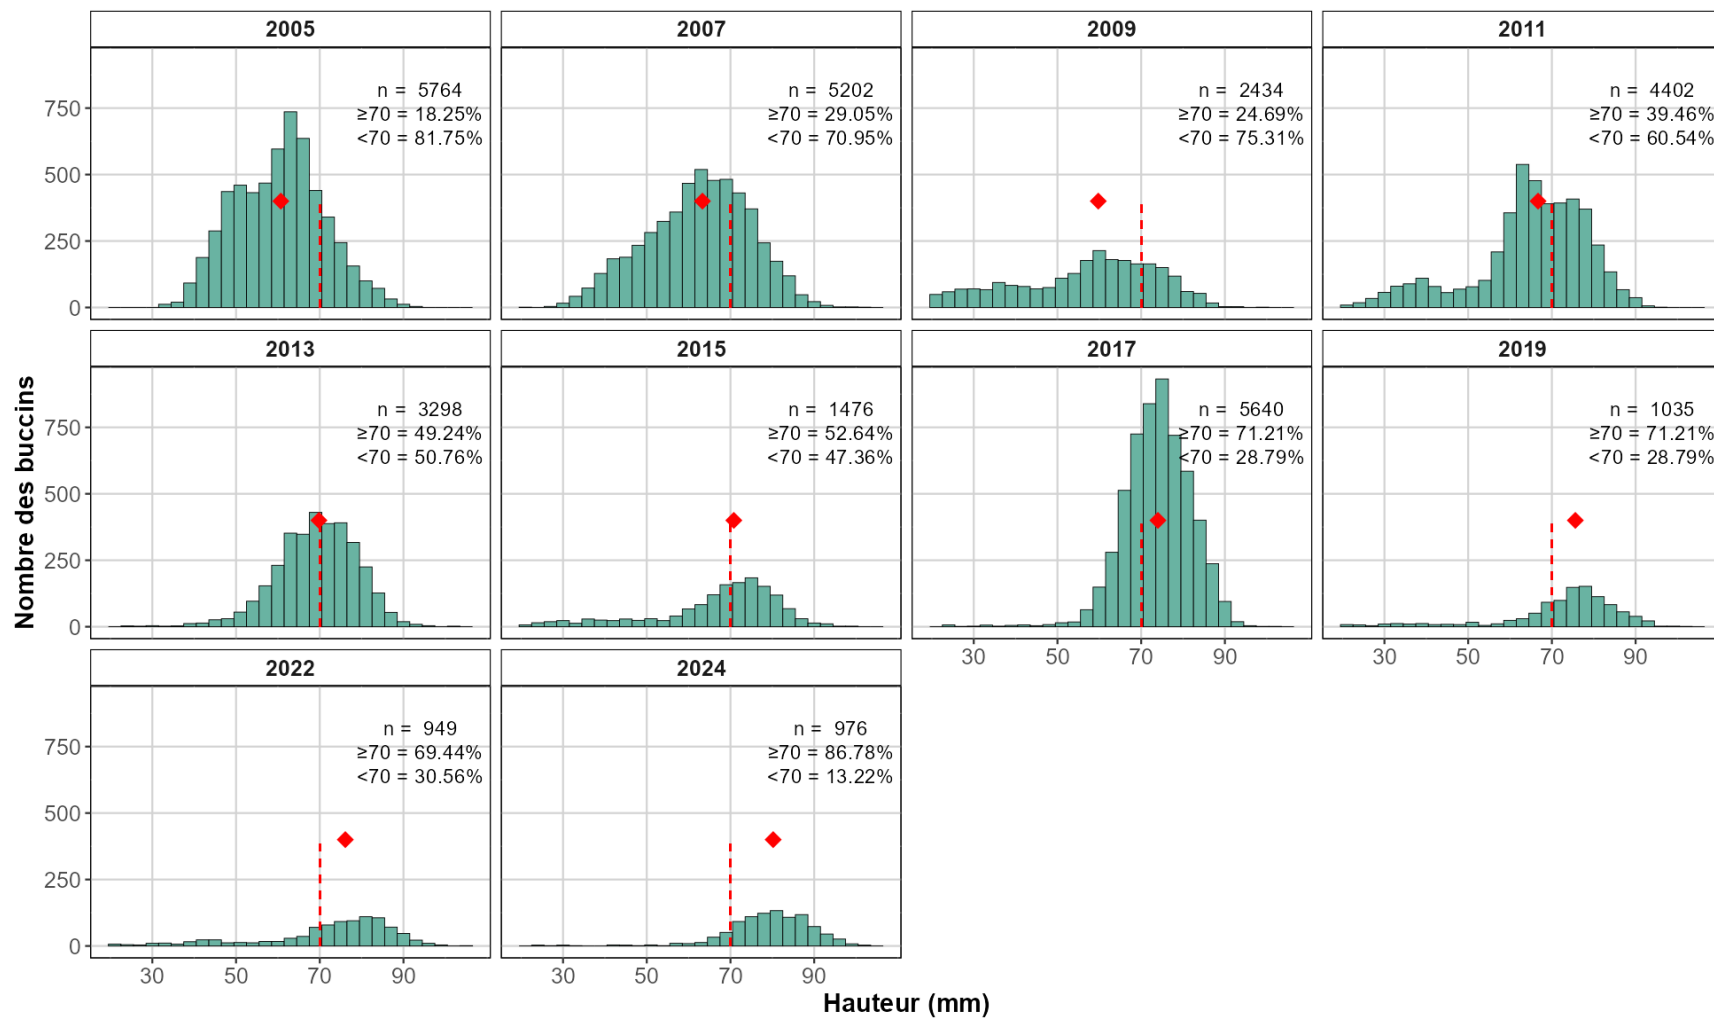 2005
2007
2009
2011
n = 5764
≥70 = 18.25%
<70 = 81.75%
n = 5202
≥70 = 29.05%
<70 = 70.95%
n = 2434
≥70 = 24.69%
<70 = 75.31%
n = 4402
≥70 = 39.46%
<70 = 60.54%
750
500
250
0
2013
2015
2017
2019
n = 3298
≥70 = 49.24%
<70 = 50.76%
n = 1476
≥70 = 52.64%
<70 = 47.36%
n = 5640
≥70 = 71.21%
<70 = 28.79%
n = 1035
≥70 = 71.21%
<70 = 28.79%
750
500
250
0
30 50 70 90
30 50 70 90
Nombre des buccins
2022
2024
n = 949
≥70 = 69.44%
<70 = 30.56%
n = 976
≥70 = 86.78%
<70 = 13.22%
750
500
250
0
30 50 70 90
30 50 70 90
Hauteur (mm)